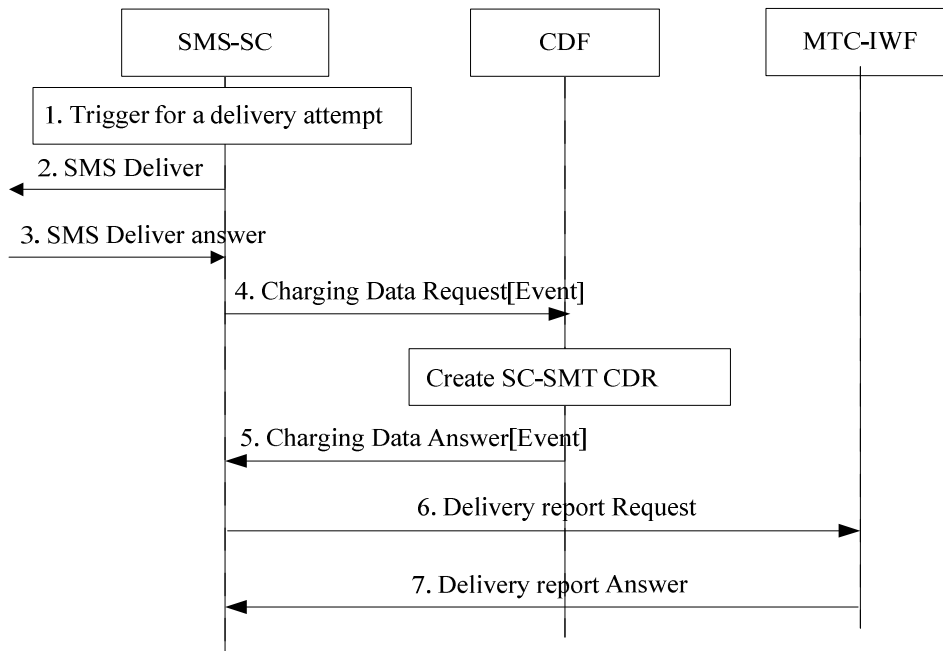 SMS-SC
CDF
MTC-IWF
1. Trigger for a delivery attempt
2. SMS Deliver
3. SMS Deliver answer
4. Charging Data Request[Event]
Create SC-SMT CDR
5. Charging Data Answer[Event]
6. Delivery report Request
7. Delivery report Answer